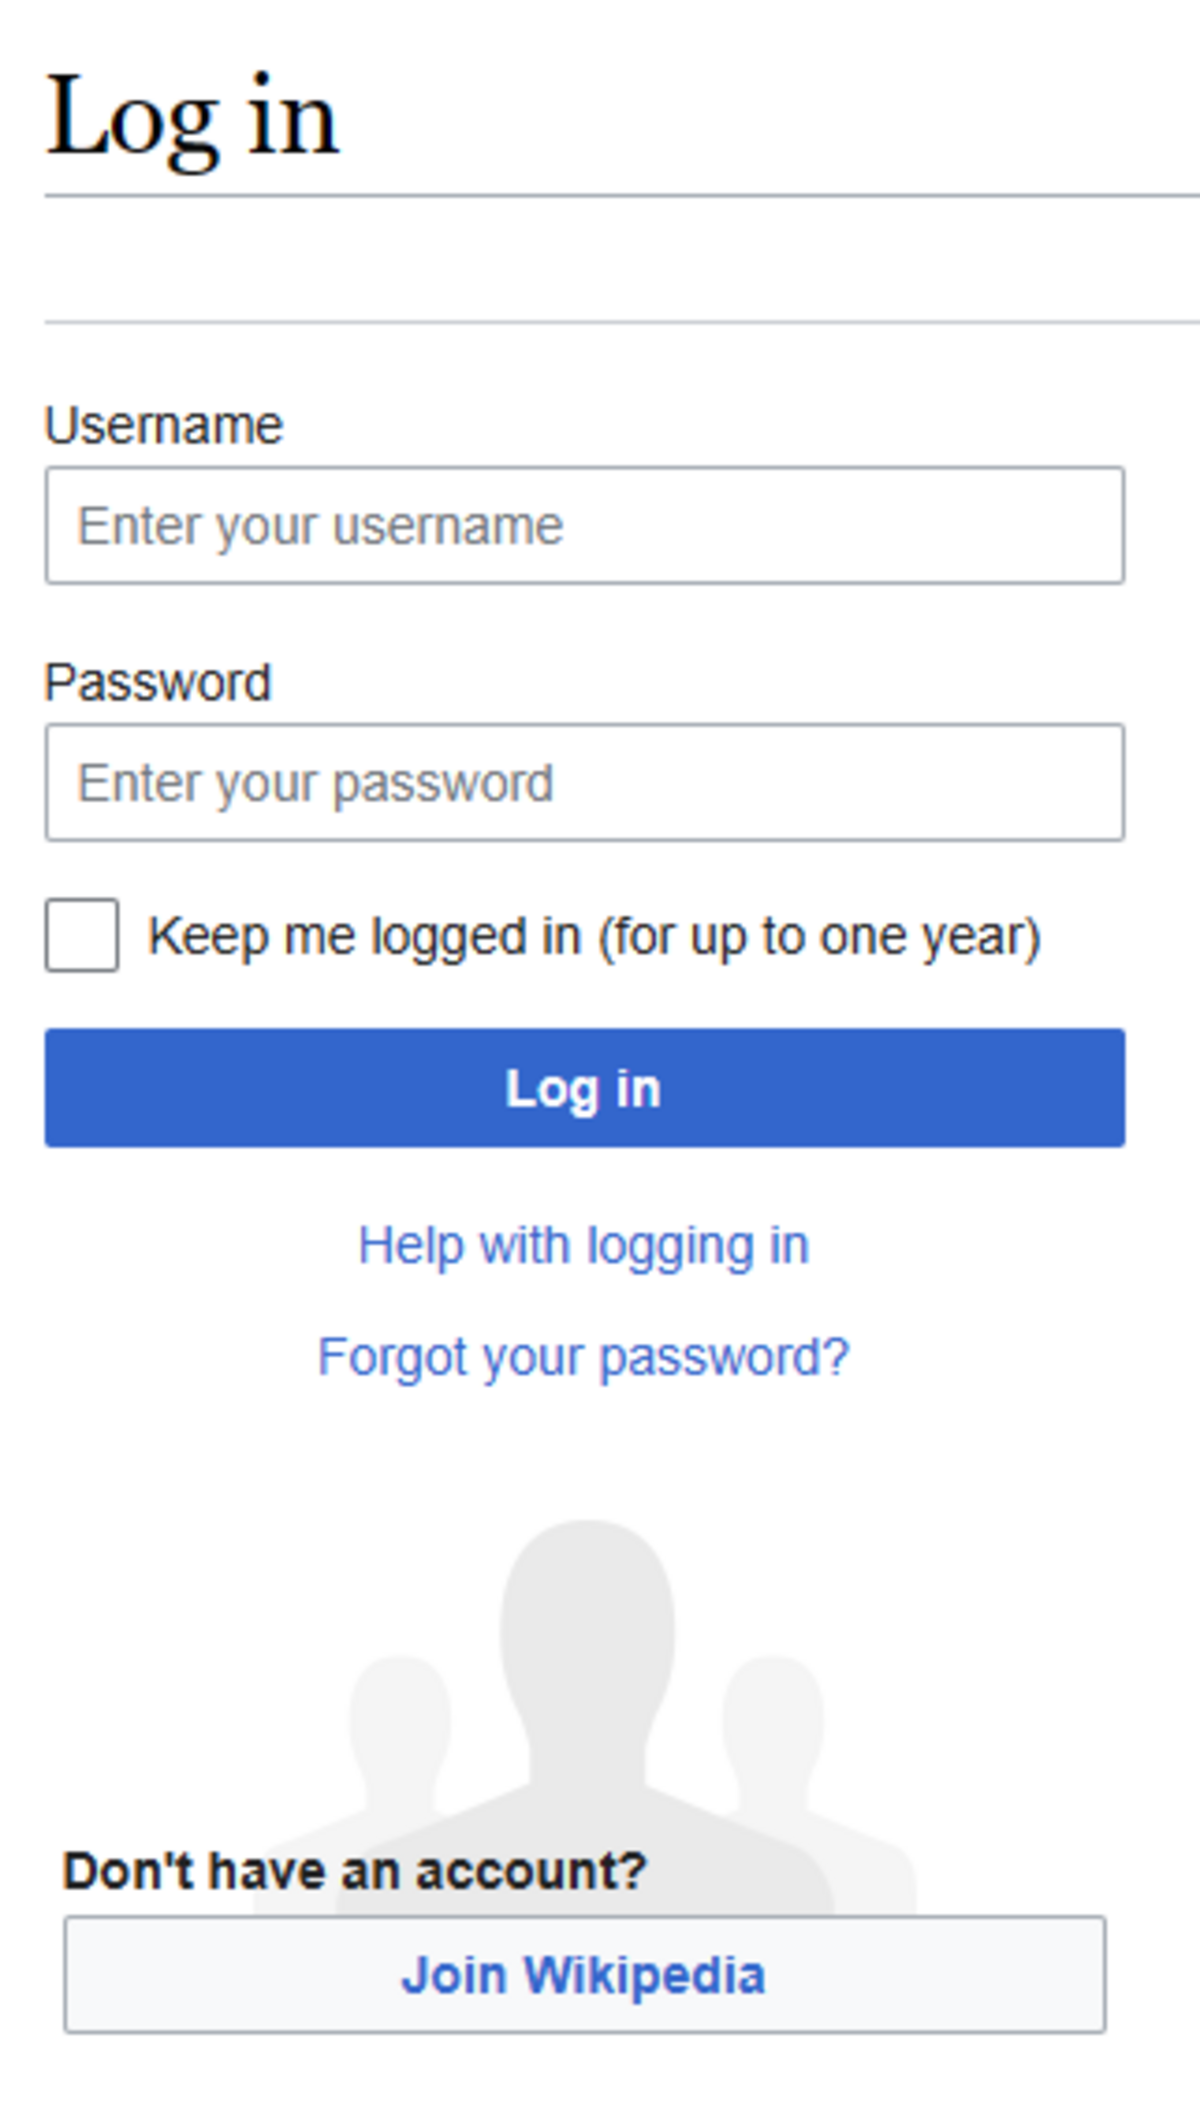 Log in
Username
Enter your username
Password
Enter your password
Keep me logged in (for up to one year)
Log in
Help with logging in
Forgot your password?
Don't have an account?
Join Wikipedia